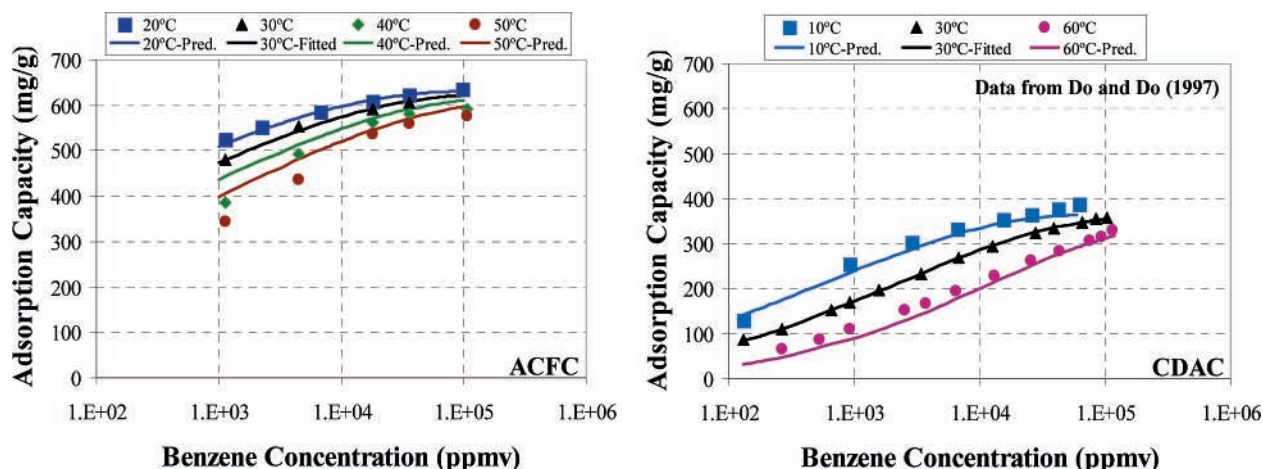 20ºC 30ºC 40ºC 50ºC
20ºC-Pred. 30ºC-Fitted 40ºC-Pred. 50ºC-Pred.
700
600
500
400
300
200
100
0
Adsorption Capacity (mg/g)
ACFC
1.E+02 1.E+03 1.E+04 1.E+05 1.E+06
Benzene Concentration (ppmv)
10ºC 30ºC 60ºC
10ºC-Pred. 30ºC-Fitted 60ºC-Pred.
Data from Do and Do (1997)
700
600
500
400
300
200
100
0
Adsorption Capacity (mg/g)
CDAC
1.E+02 1.E+03 1.E+04 1.E+05 1.E+06
Benzene Concentration (ppmv)